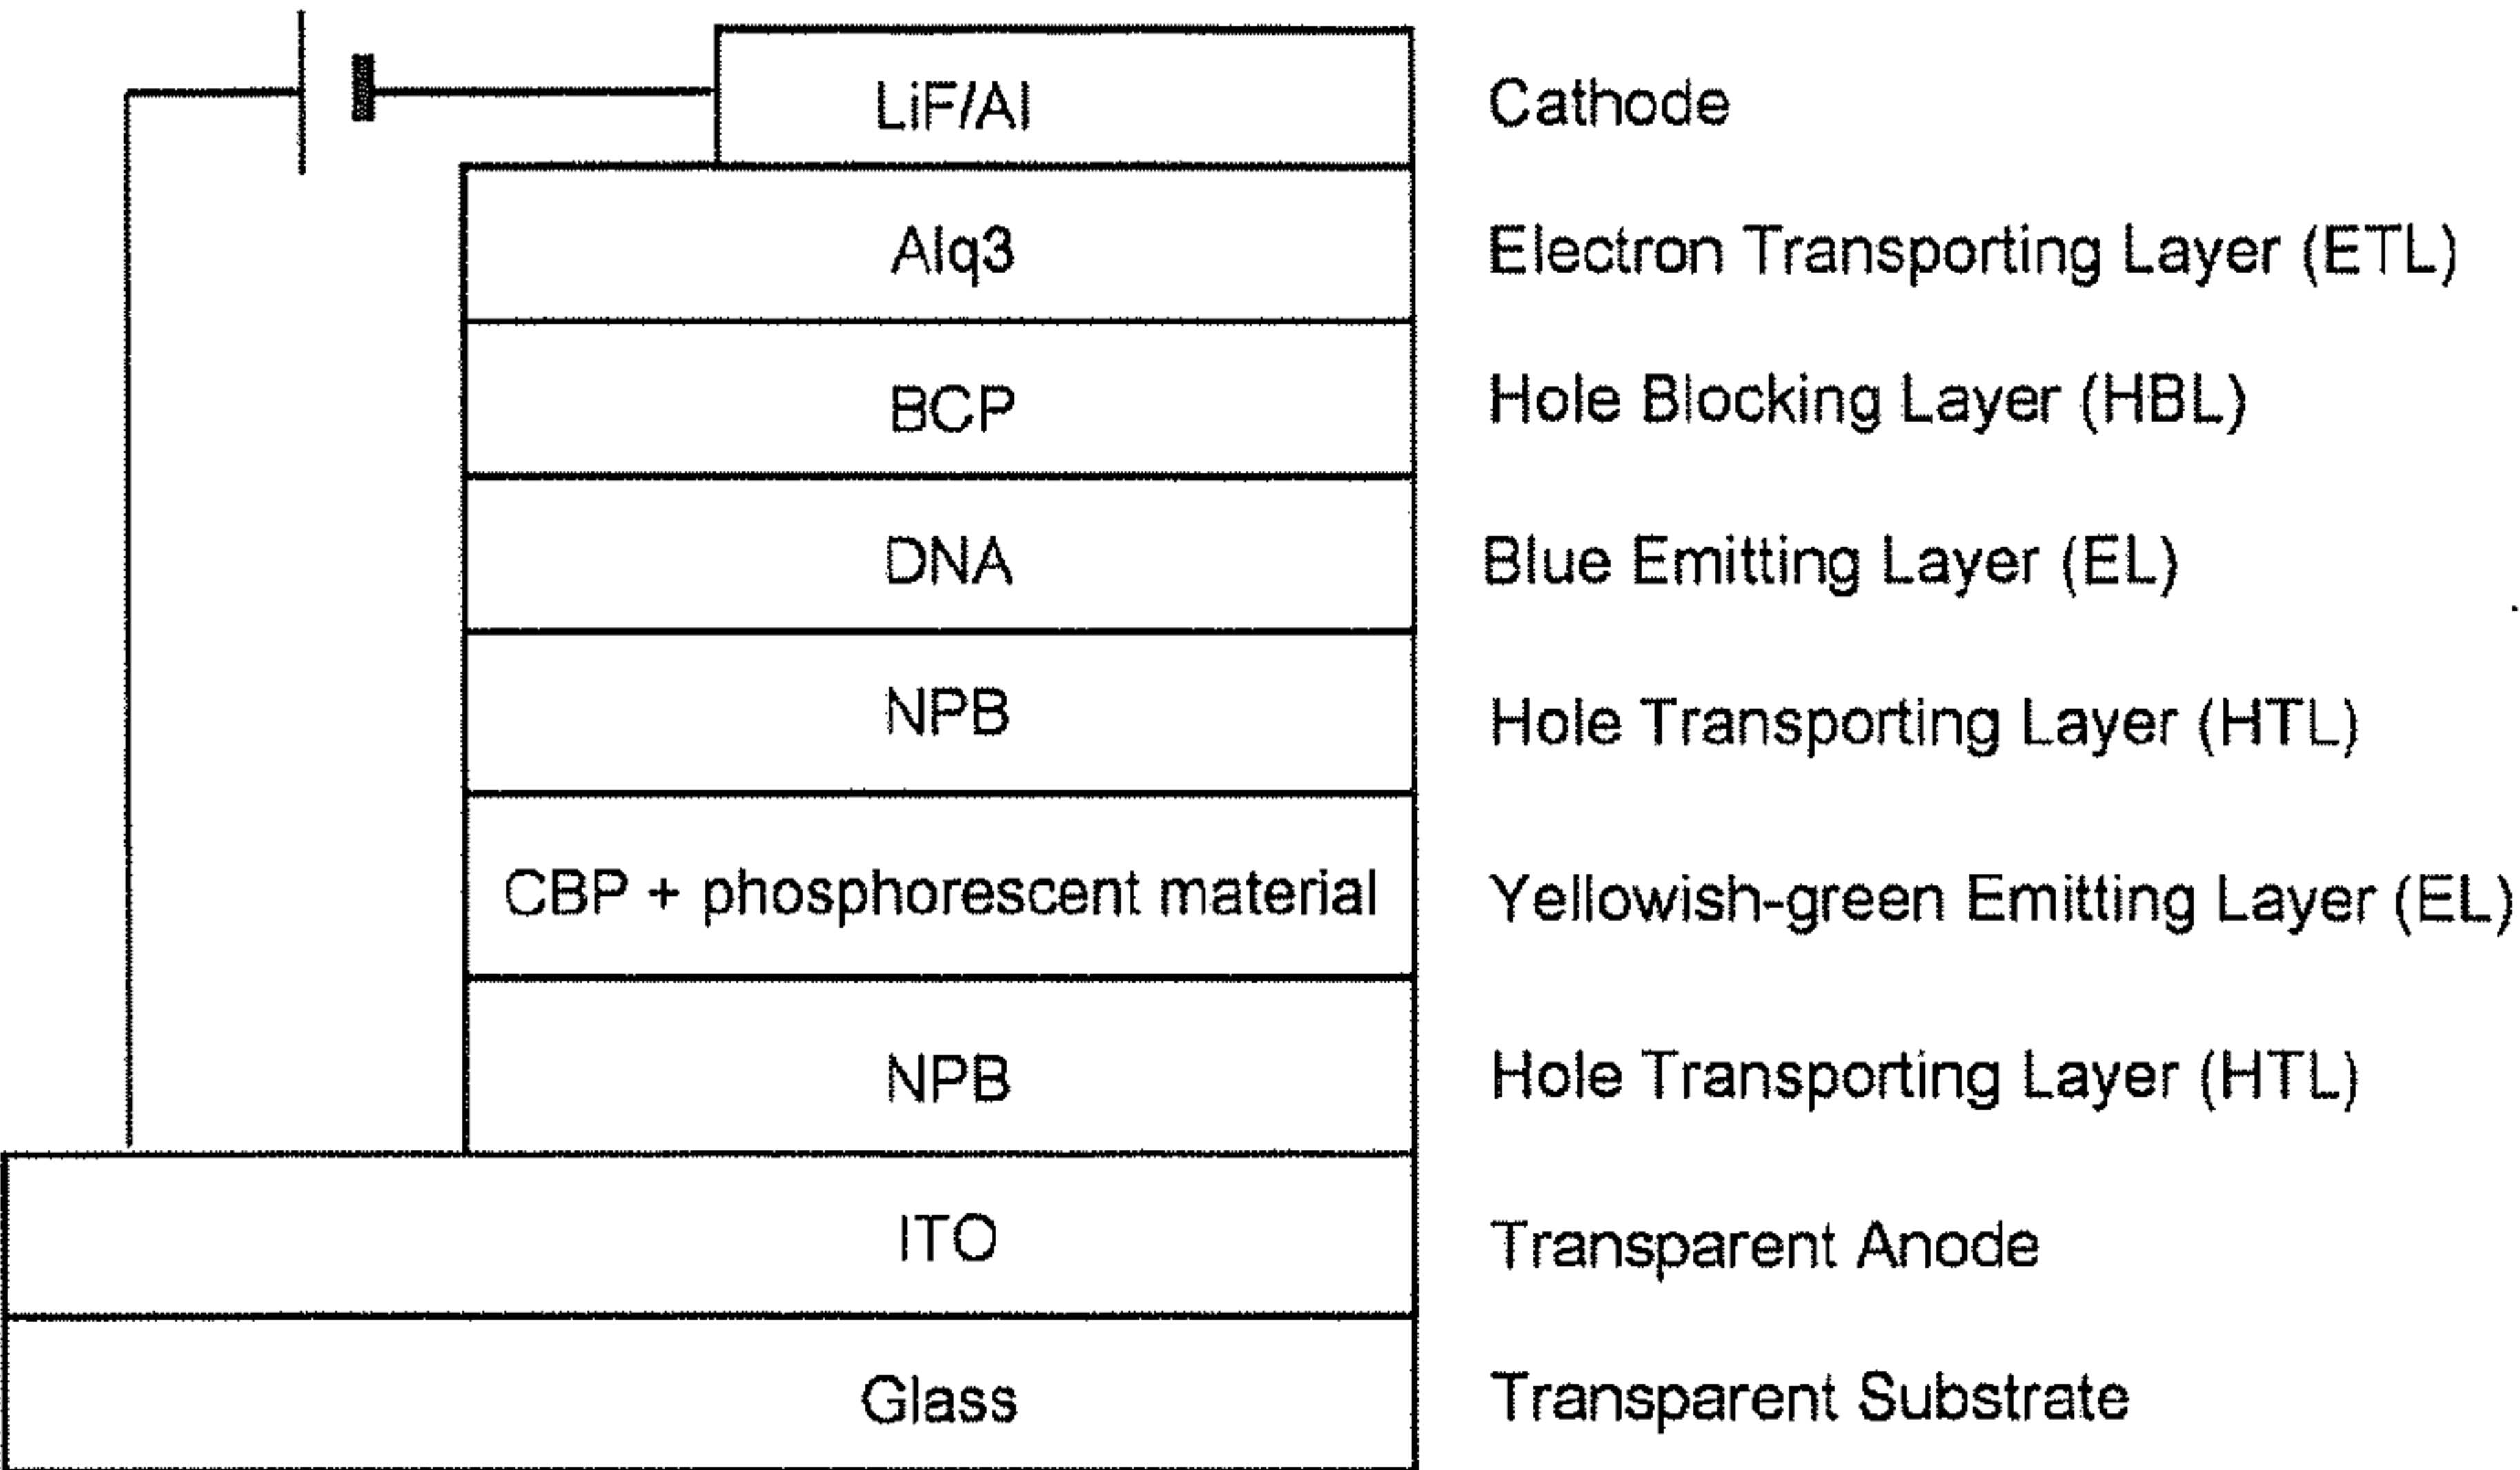 LiF/Al Cathode
Alq3 Electron Transporting Layer (ETL)
BCP Hole Blocking Layer (HBL)
DNA Blue Emitting Layer (EL)
NPB Hole Transporting Layer (HTL)
CBP + phosphorescent material Yellowish-green Emitting Layer (EL)
NPB Hole Transporting Layer (HTL)
ITO Transparent Anode
Glass Transparent Substrate